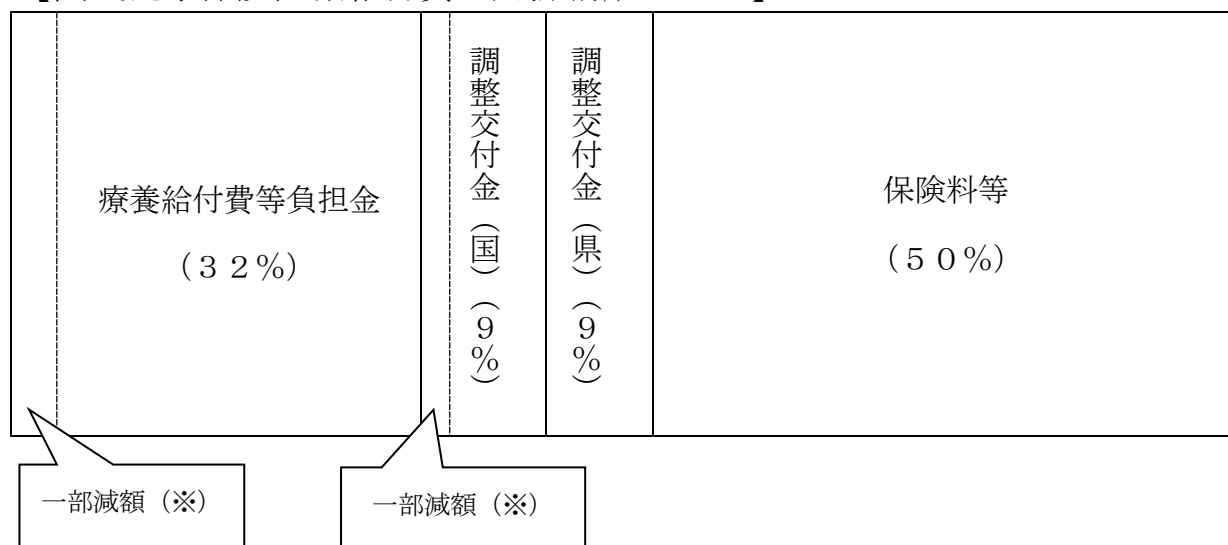 療養給付費等負担金
（３２％）
調整交付金（国）（９％）
調整交付金（県）（９％）
保険料等
（５０％）
一部減額（※）
一部減額（※）